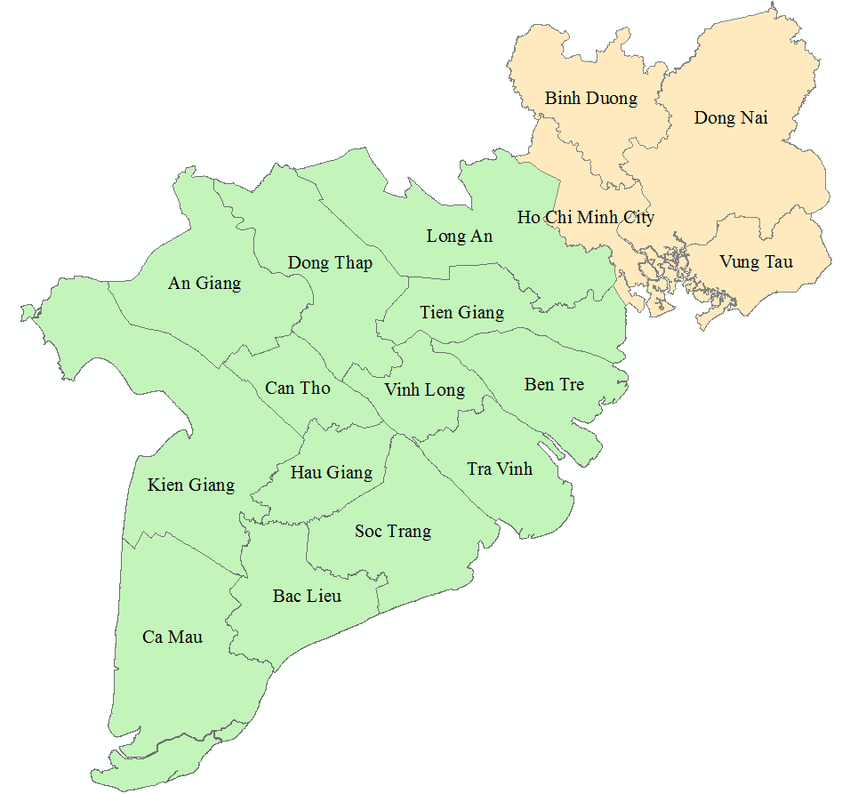 Binh Duong
Dong Nai
Ho Chi Minh City
Long An
Vung Tau
Dong Thap
An Giang
Tien Giang
Can Tho
Vinh Long
Ben Tre
Kien Giang
Hau Giang
Tra Vinh
Soc Trang
Bac Lieu
Ca Mau